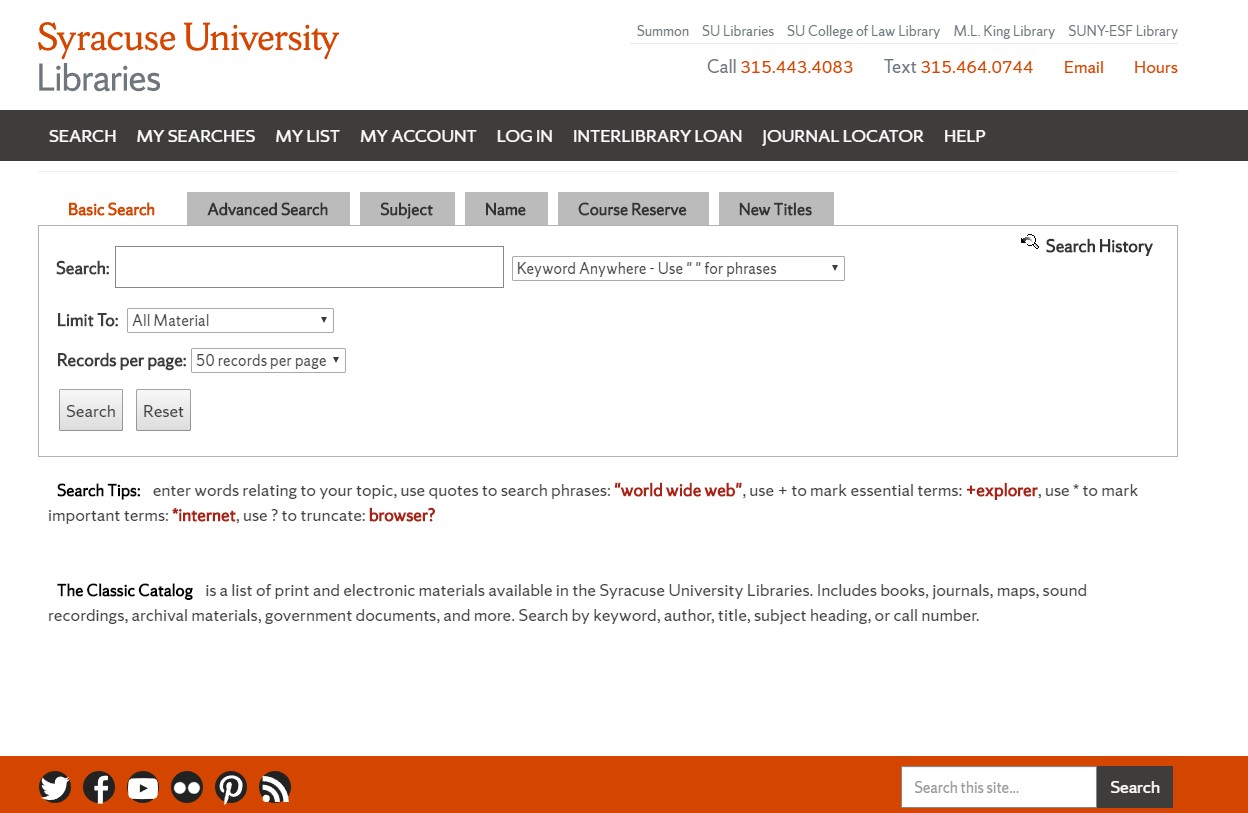 Syracuse University
Libraries
Summon SU Libraries SU College of Law Library M.L. King Library SUNY-ESF Library
Call 315.443.4083 Text 315.464.0744 Email Hours
SEARCH MY SEARCHES MY LIST MY ACCOUNT LOG IN INTERLIBRARY LOAN JOURNAL LOCATOR HELP
Basic Search Advanced Search Subject Name Course Reserve New Titles
Search History
Search: Keyword Anywhere - Use " " for phrases
Limit To: All Material
Records per page: 50 records per page
Search Reset
Search Tips: enter words relating to your topic, use quotes to search phrases: "world wide web", use + to mark essential terms: +explorer, use * to mark
important terms: *internet, use ? to truncate: browser?
The Classic Catalog is a list of print and electronic materials available in the Syracuse University Libraries. Includes books, journals, maps, sound
recordings, archival materials, government documents, and more. Search by keyword, author, title, subject heading, or call number.
Search this site... Search